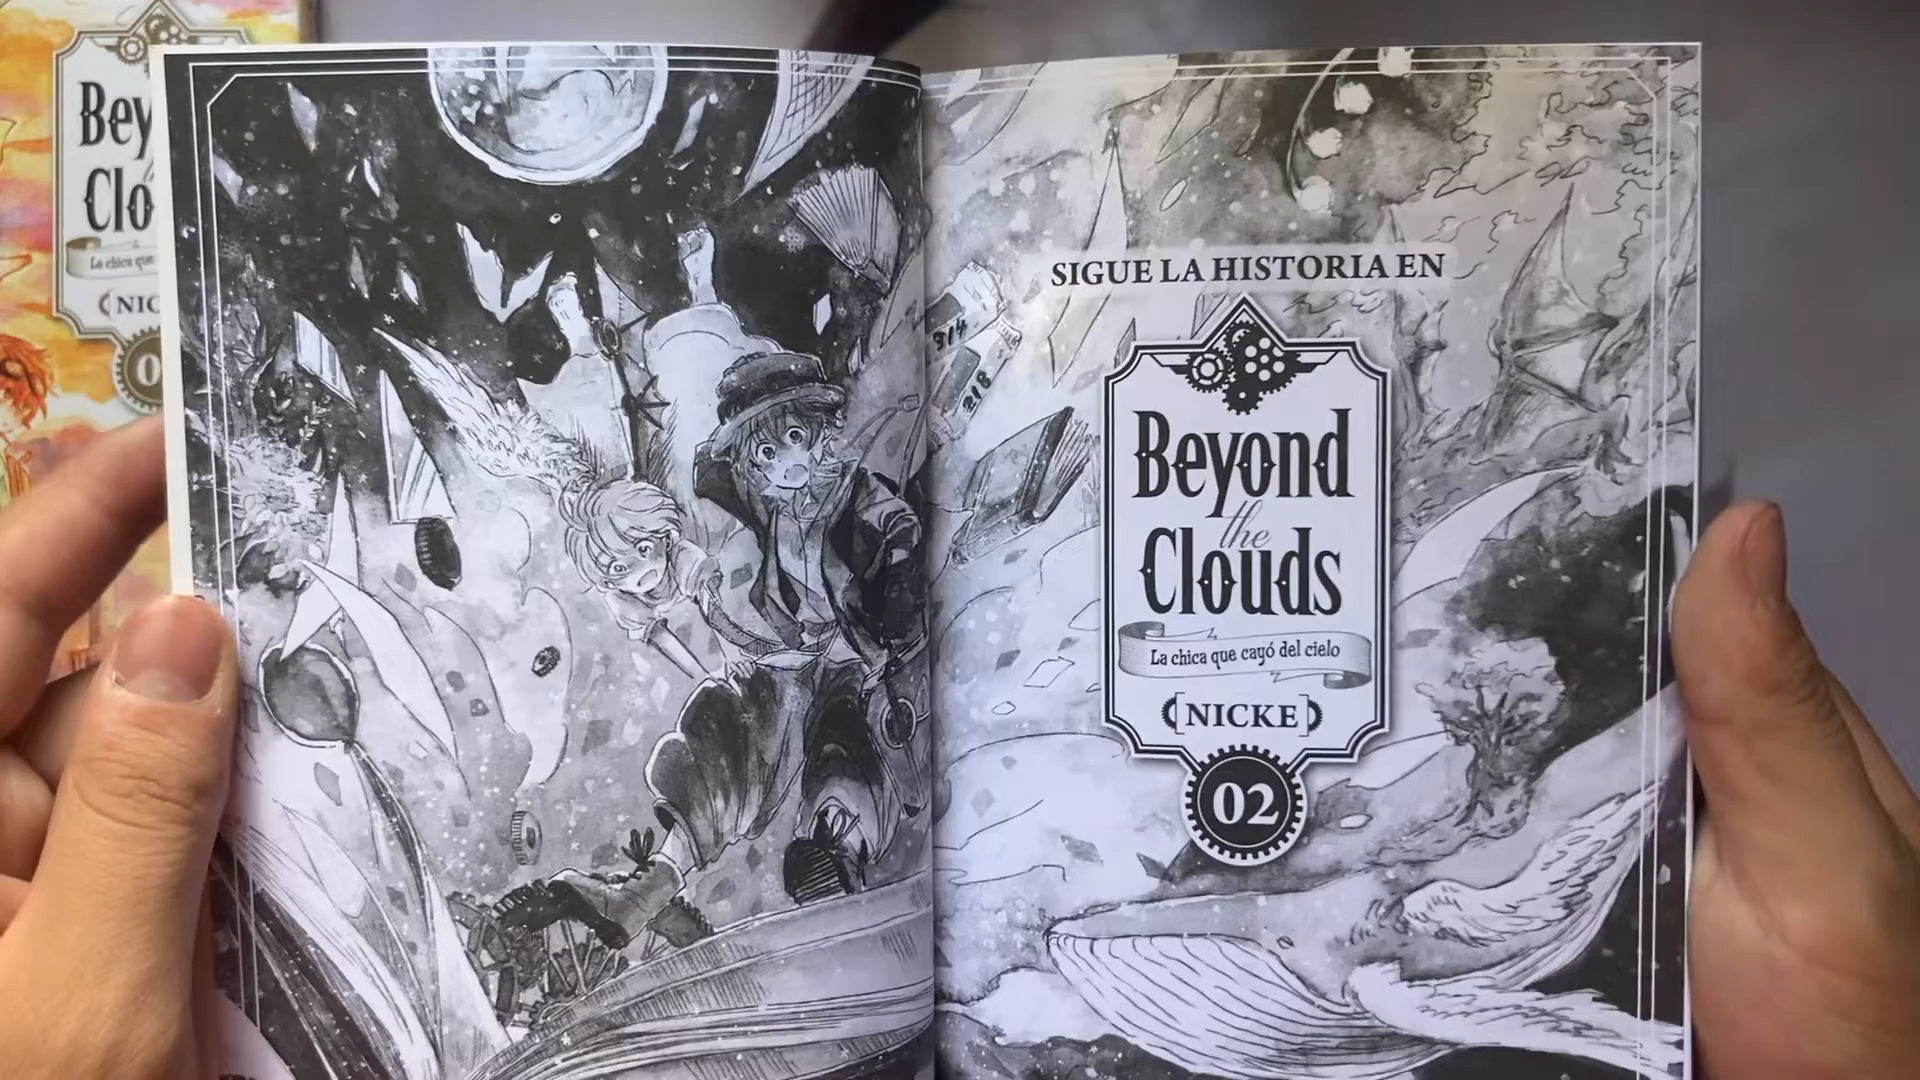 Bey
Clo
La chica que
NIC
0
SIGUE LA HISTORIA EN
Beyond
the
Clouds
La chica que cayó del cielo
[NICKE]
02
218